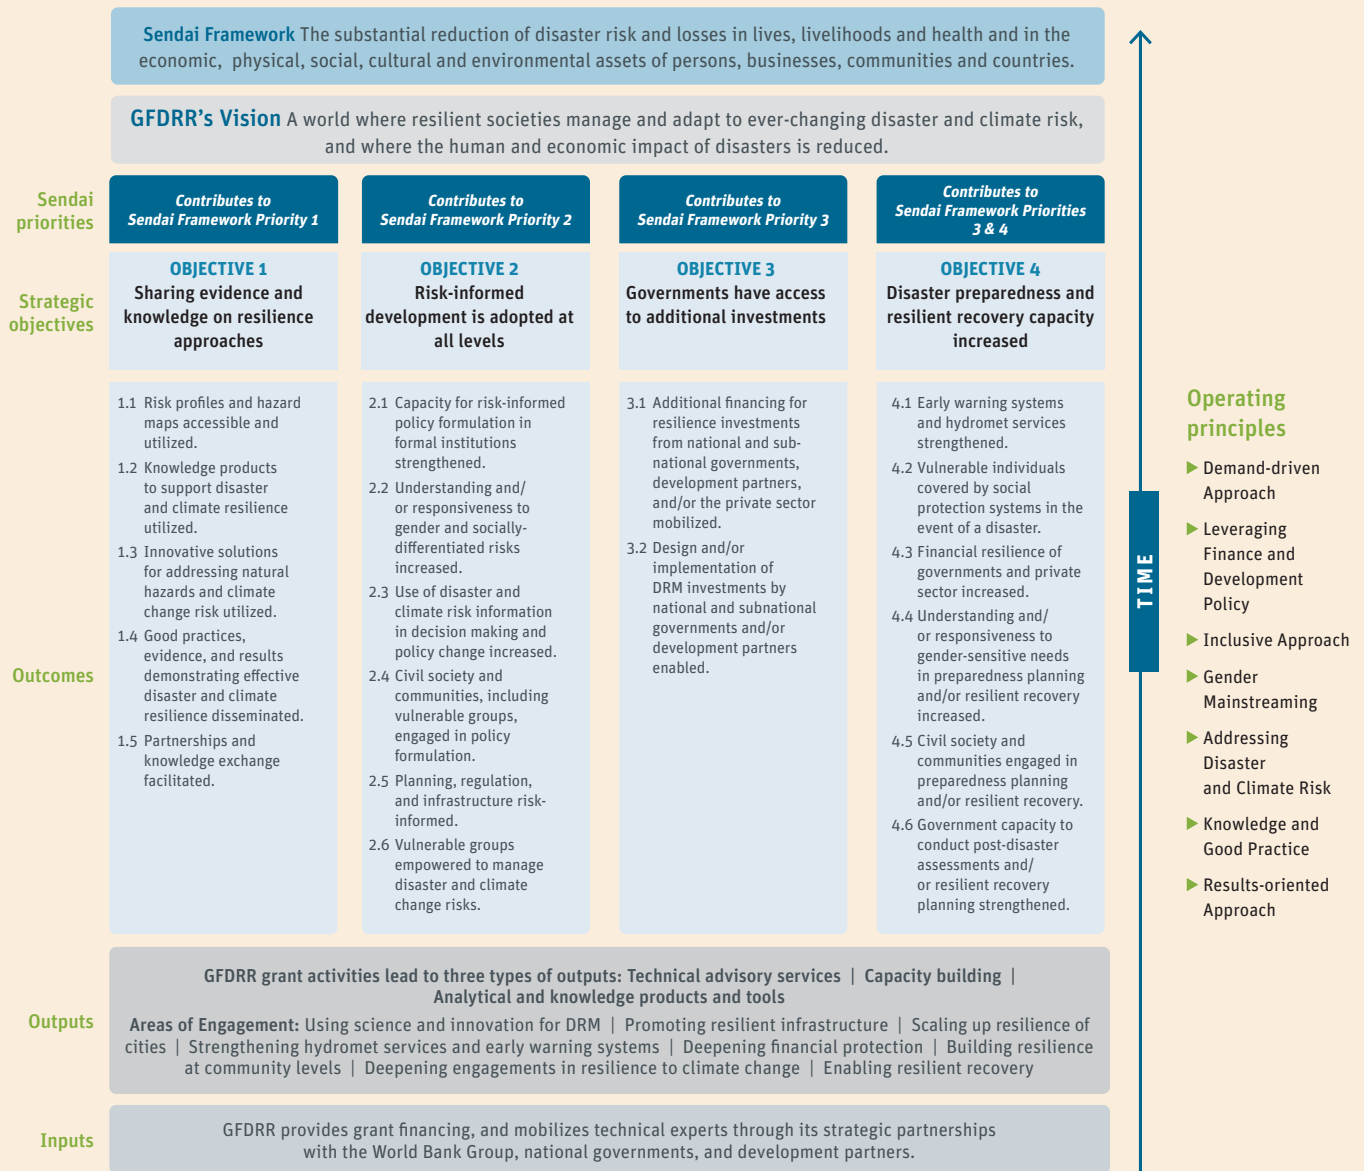 Sendai Framework The substantial reduction of disaster risk and losses in lives, livelihoods and health and in the
economic, physical, social, cultural and environmental assets of persons, businesses, communities and countries.
GFDRR's Vision A world where resilient societies manage and adapt to ever-changing disaster and climate risk,
and where the human and economic impact of disasters is reduced.
Sendai
priorities
Contributes to
Sendai Framework Priority 1
Contributes to
Sendai Framework Priority 2
Contributes to
Sendai Framework Priority 3
Contributes to
Sendai Framework Priorities
3 & 4
Strategic
objectives
OBJECTIVE 1
Sharing evidence and
knowledge on resilience
approaches
OBJECTIVE 2
Risk-informed
development is adopted at
all levels
OBJECTIVE 3
Governments have access
to additional investments
OBJECTIVE 4
Disaster preparedness and
resilient recovery capacity
increased
Outcomes
1.1 Risk profiles and hazard
maps accessible and
utilized.
1.2 Knowledge products
to support disaster
and climate resilience
utilized.
1.3 Innovative solutions
for addressing natural
hazards and climate
change risk utilized.
1.4 Good practices,
evidence, and results
demonstrating effective
disaster and climate
resilience disseminated.
1.5 Partnerships and
knowledge exchange
facilitated.
2.1 Capacity for risk-informed
policy formulation in
formal institutions
strengthened.
2.2 Understanding and/
or responsiveness to
gender and socially-
differentiated risks
increased.
2.3 Use of disaster and
climate risk information
in decision making and
policy change increased.
2.4 Civil society and
communities, including
vulnerable groups,
engaged in policy
formulation.
2.5 Planning, regulation,
and infrastructure risk-
informed.
2.6 Vulnerable groups
empowered to manage
disaster and climate
change risks.
3.1 Additional financing for
resilience investments
from national and sub-
national governments,
development partners,
and/or the private sector
mobilized.
3.2 Design and/or
implementation of
DRM investments by
national and subnational
governments and/or
development partners
enabled.
4.1 Early warning systems
and hydromet services
strengthened.
4.2 Vulnerable individuals
covered by social
protection systems in the
event of a disaster.
4.3 Financial resilience of
governments and private
sector increased.
4.4 Understanding and/
or responsiveness to
gender-sensitive needs
in preparedness planning
and/or resilient recovery
increased.
4.5 Civil society and
communities engaged in
preparedness planning
and/or resilient recovery.
4.6 Government capacity to
conduct post-disaster
assessments and/
or resilient recovery
planning strengthened.
Outputs
GFDRR grant activities lead to three types of outputs: Technical advisory services | Capacity building |
Analytical and knowledge products and tools
Areas of Engagement: Using science and innovation for DRM | Promoting resilient infrastructure | Scaling up resilience of
cities | Strengthening hydromet services and early warning systems | Deepening financial protection | Building resilience
at community levels | Deepening engagements in resilience to climate change | Enabling resilient recovery
Inputs
GFDRR provides grant financing, and mobilizes technical experts through its strategic partnerships
with the World Bank Group, national governments, and development partners.
TIME
Operating
principles
Demand-driven
Approach
Leveraging
Finance and
Development
Policy
Inclusive Approach
Gender
Mainstreaming
Addressing
Disaster
and Climate Risk
Knowledge and
Good Practice
Results-oriented
Approach